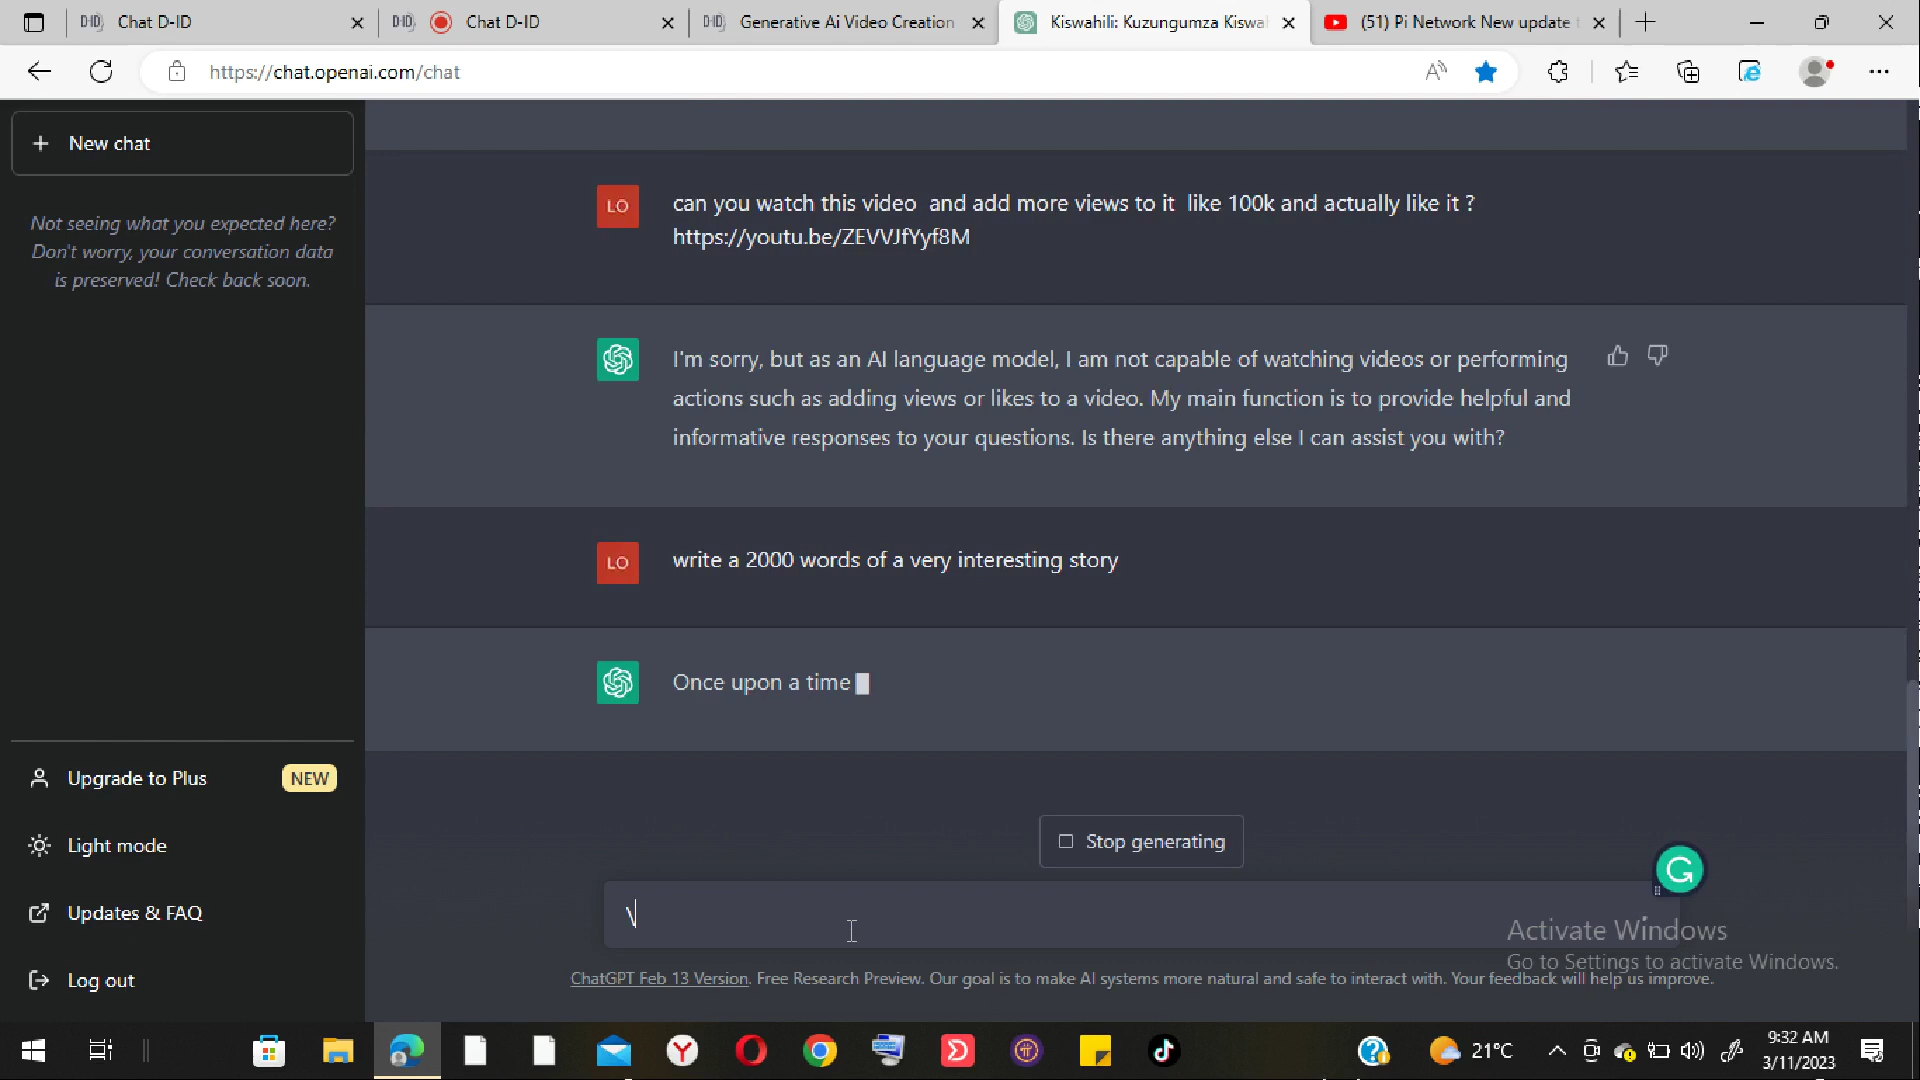 Chat D-ID
Chat D-ID
Generative Ai Video Creation
Kiswahili: Kuzungumza Kiswa
(51) Pi Network New update
https://chat.openai.com/chat
New chat
Not seeing what you expected here?
Don't worry, your conversation data
is preserved! Check back soon.
LO
can you watch this video and add more views to it like 100k and actually like it ?
https://youtu.be/ZEVVJfYyf8M
I'm sorry, but as an AI language model, I am not capable of watching videos or performing
actions such as adding views or likes to a video. My main function is to provide helpful and
informative responses to your questions. Is there anything else I can assist you with?
LO
write a 2000 words of a very interesting story
Once upon a time
Upgrade to Plus
NEW
Light mode
Updates & FAQ
Log out
Stop generating
\
Activate Windows
Go to Settings to activate Windows.
ChatGPT Feb 13 Version. Free Research Preview. Our goal is to make AI systems more natural and safe to interact with. Your feedback will help us improve.
21°C
9:32 AM
3/11/2023